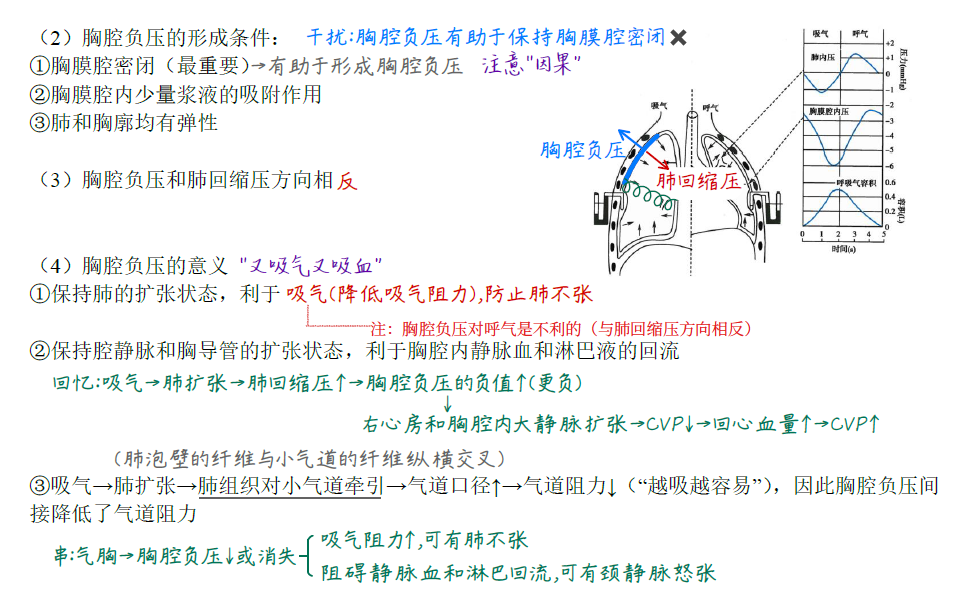 （2）胸腔负压的形成条件： 干扰:胸腔负压有助于保持胸膜腔密闉✖
①胸膜腔密闭（最重要）→有助于形成胸腔负压 注意"因果"
②胸膜腔内少量浆液的吸附作用
③肺和胸廓均有弹性
（3）胸腔负压和肺回缩压方向相反
吸气 呼气
胸腔负压
肺回缩压
吸气 呼气
肺内压
胸膜腔内压
呼吸气容积
+2
+1
0
−1
−2
−3
−4
−5
−6
压力(mmHg)
0.6
0.4
0.2
0
容积(L)
0 1 2 3 4 5
时间(s)
（4）胸腔负压的意义 "又吸气又吸血"
①保持肺的扩张状态，利于 吸气(降低吸气阻力),防止肺不张
注：胸腔负压对呼气是不利的（与肺回缩压方向相反）
②保持腔静脉和胸导管的扩张状态，利于胸腔内静脉血和淋巴液的回流
回忆:吸气→肺扩张→肺回缩压↑→胸腔负压的负值↑(更负)
↓
右心房和胸腔内大静脉扩张→CVP↓→回心血量↑→CVP↑
（肺泡壁的纤维与小气道的纤维纵横交叉）
③吸气→肺扩张→肺组织对小气道牵引→气道口径↑→气道阻力↓（“越吸越容易”），因此胸腔负压间
接降低了气道阻力
串:气胸→胸腔负压↓或消失
吸气阻力↑,可有肺不张
阻碍静脉血和淋巴回流,可有颈静脉怒张